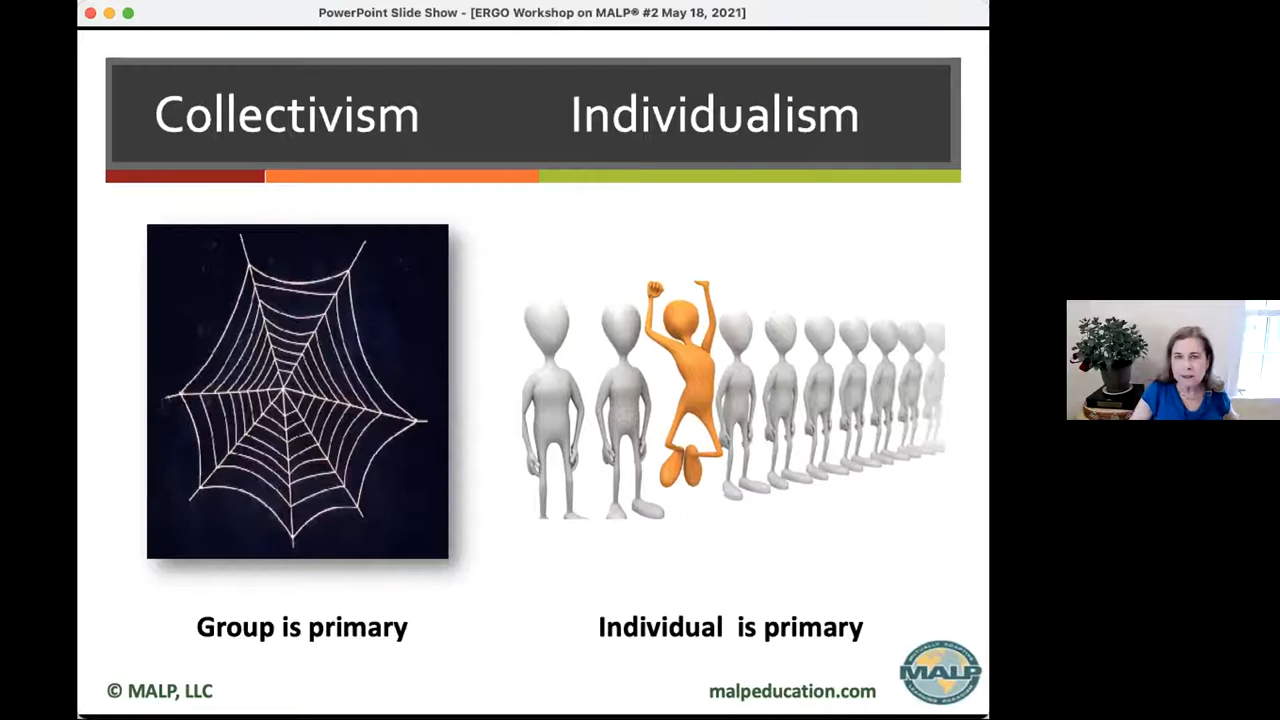 PowerPoint Slide Show - [ERGO Workshop on MALP® #2 May 18, 2021]
Collectivism
Individualism
Group is primary
Individual is primary
© MALP, LLC
malpeducation.com
MALP